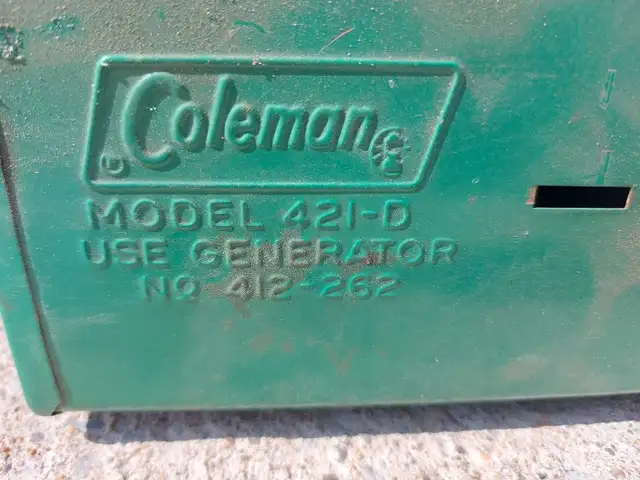 Coleman
MODEL 421-D
USE GENERATOR
NO 412-262